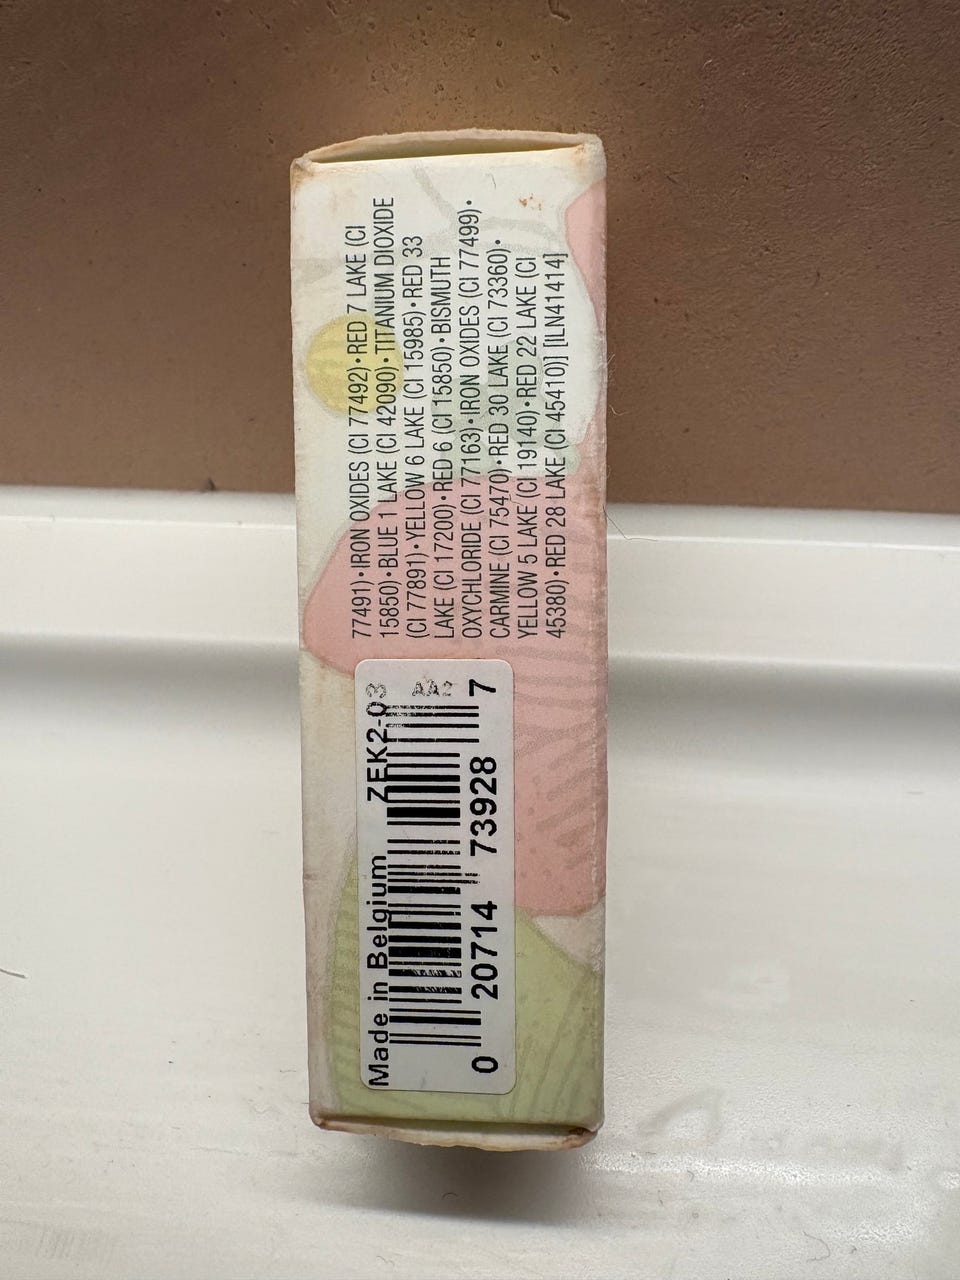 77491)•IRON OXIDES (CI 77492)•RED 7 LAKE (CI
15850)•BLUE 1 LAKE (CI 42090)•TITANIUM DIOXIDE
(CI 77891)•YELLOW 6 LAKE (CI 15985)•RED 33
LAKE (CI 17200)•RED 6 (CI 15850)•BISMUTH
OXYCHLORIDE (CI 77163)•IRON OXIDES (CI 77499)•
CARMINE (CI 75470)•RED 30 LAKE (CI 73360)•
YELLOW 5 LAKE (CI 19140)•RED 22 LAKE (CI
45380)•RED 28 LAKE (CI 45410)] [ILN41414]
Made in Belgium ZEK2-03
0 20714 73928 7